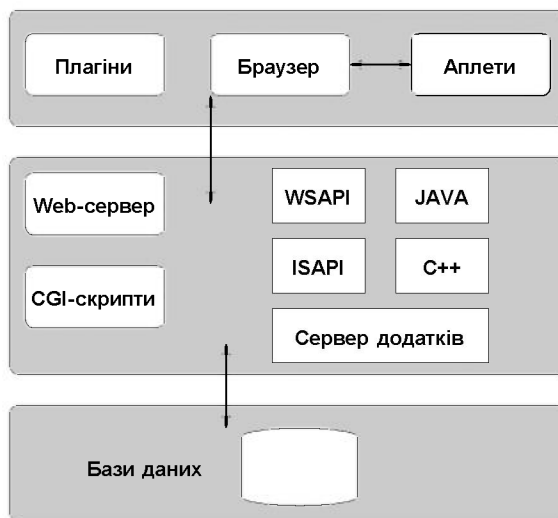 Плагіни
Браузер
Аплети
Web-сервер
WSAPI
JAVA
CGI-скрипти
ISAPI
C++
Сервер додатків
Бази даних